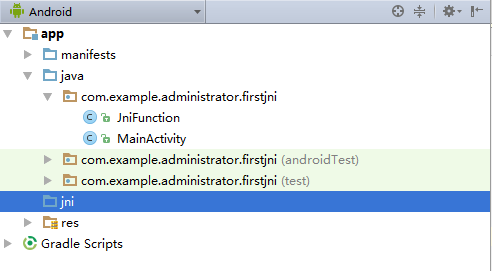 Android
app
manifests
java
com.example.administrator.firstjni
JniFunction
MainActivity
com.example.administrator.firstjni (androidTest)
com.example.administrator.firstjni (test)
jni
res
Gradle Scripts